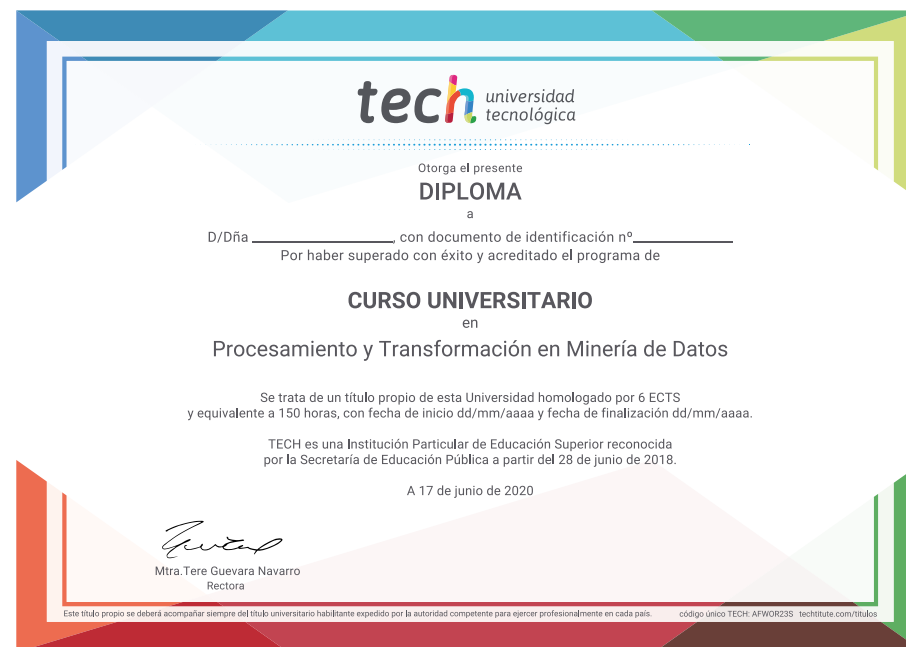 tech universidad
tecnológica
Otorga el presente
DIPLOMA
a
D/Dña ____________________, con documento de identificación nº______________
Por haber superado con éxito y acreditado el programa de
CURSO UNIVERSITARIO
en
Procesamiento y Transformación en Minería de Datos
Se trata de un título propio de esta Universidad homologado por 6 ECTS
y equivalente a 150 horas, con fecha de inicio dd/mm/aaaa y fecha de finalización dd/mm/aaaa.
TECH es una Institución Particular de Educación Superior reconocida
por la Secretaría de Educación Pública a partir del 28 de junio de 2018.
A 17 de junio de 2020
Mtra.Tere Guevara Navarro
Rectora
Este título propio se deberá acompañar siempre del título universitario habilitante expedido por la autoridad competente para ejercer profesionalmente en cada país. código único TECH: AFWOR23S techtitute.com/titulos